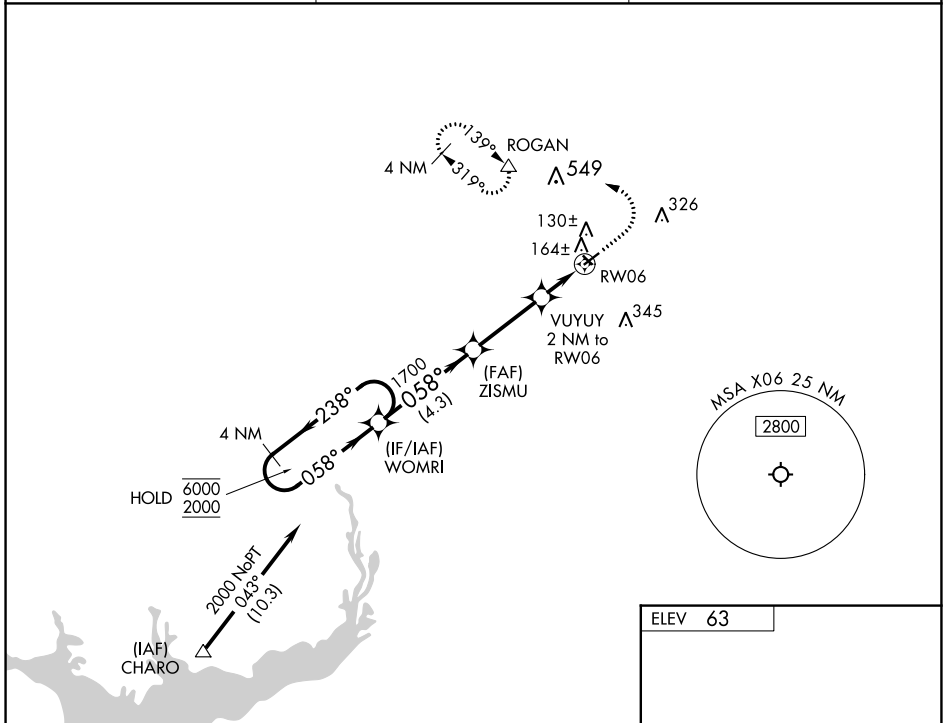 139°
ROGAN
4 NM
319°
549
326
130±
164±
RW06
VUYUY
2 NM to
RW06
345
(FAF)
ZISMU
1700
058°
(4.3)
238°
4 NM
058°
(IF/IAF)
WOMRI
HOLD 6000
2000
MSA X06 25 NM
2800
2000 NoPT
043°
(10.3)
(IAF)
CHARO
ELEV 63